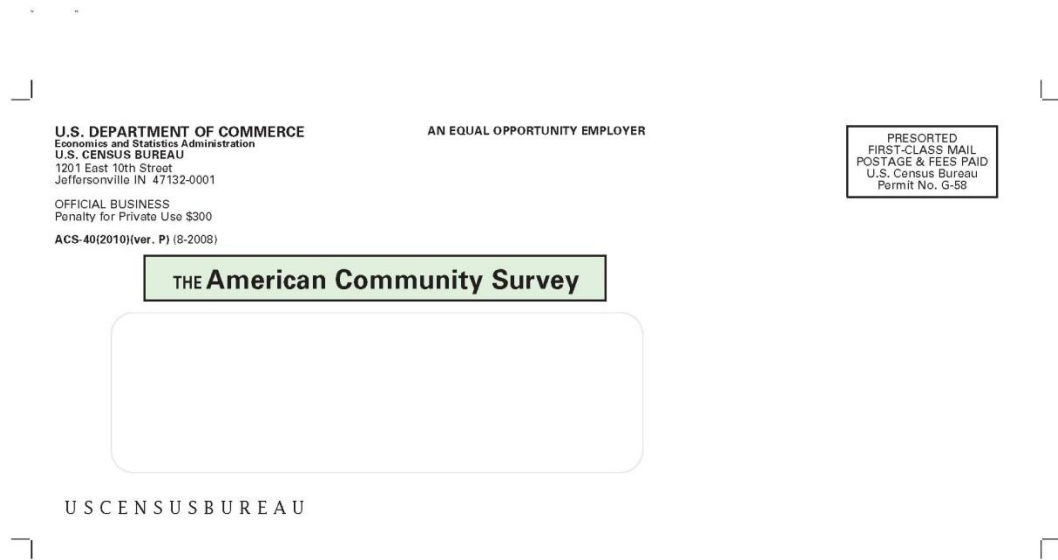 U.S. DEPARTMENT OF COMMERCE
Economics and Statistics Administration
U.S. CENSUS BUREAU
1201 East 10th Street
Jeffersonville IN 47132-0001
OFFICIAL BUSINESS
Penalty for Private Use $300
ACS-40(2010)(ver. P) (8-2008)
AN EQUAL OPPORTUNITY EMPLOYER
PRESORTED
FIRST-CLASS MAIL
POSTAGE & FEES PAID
U.S. Census Bureau
Permit No. G-58
THE American Community Survey
USCENSUSBUREAU